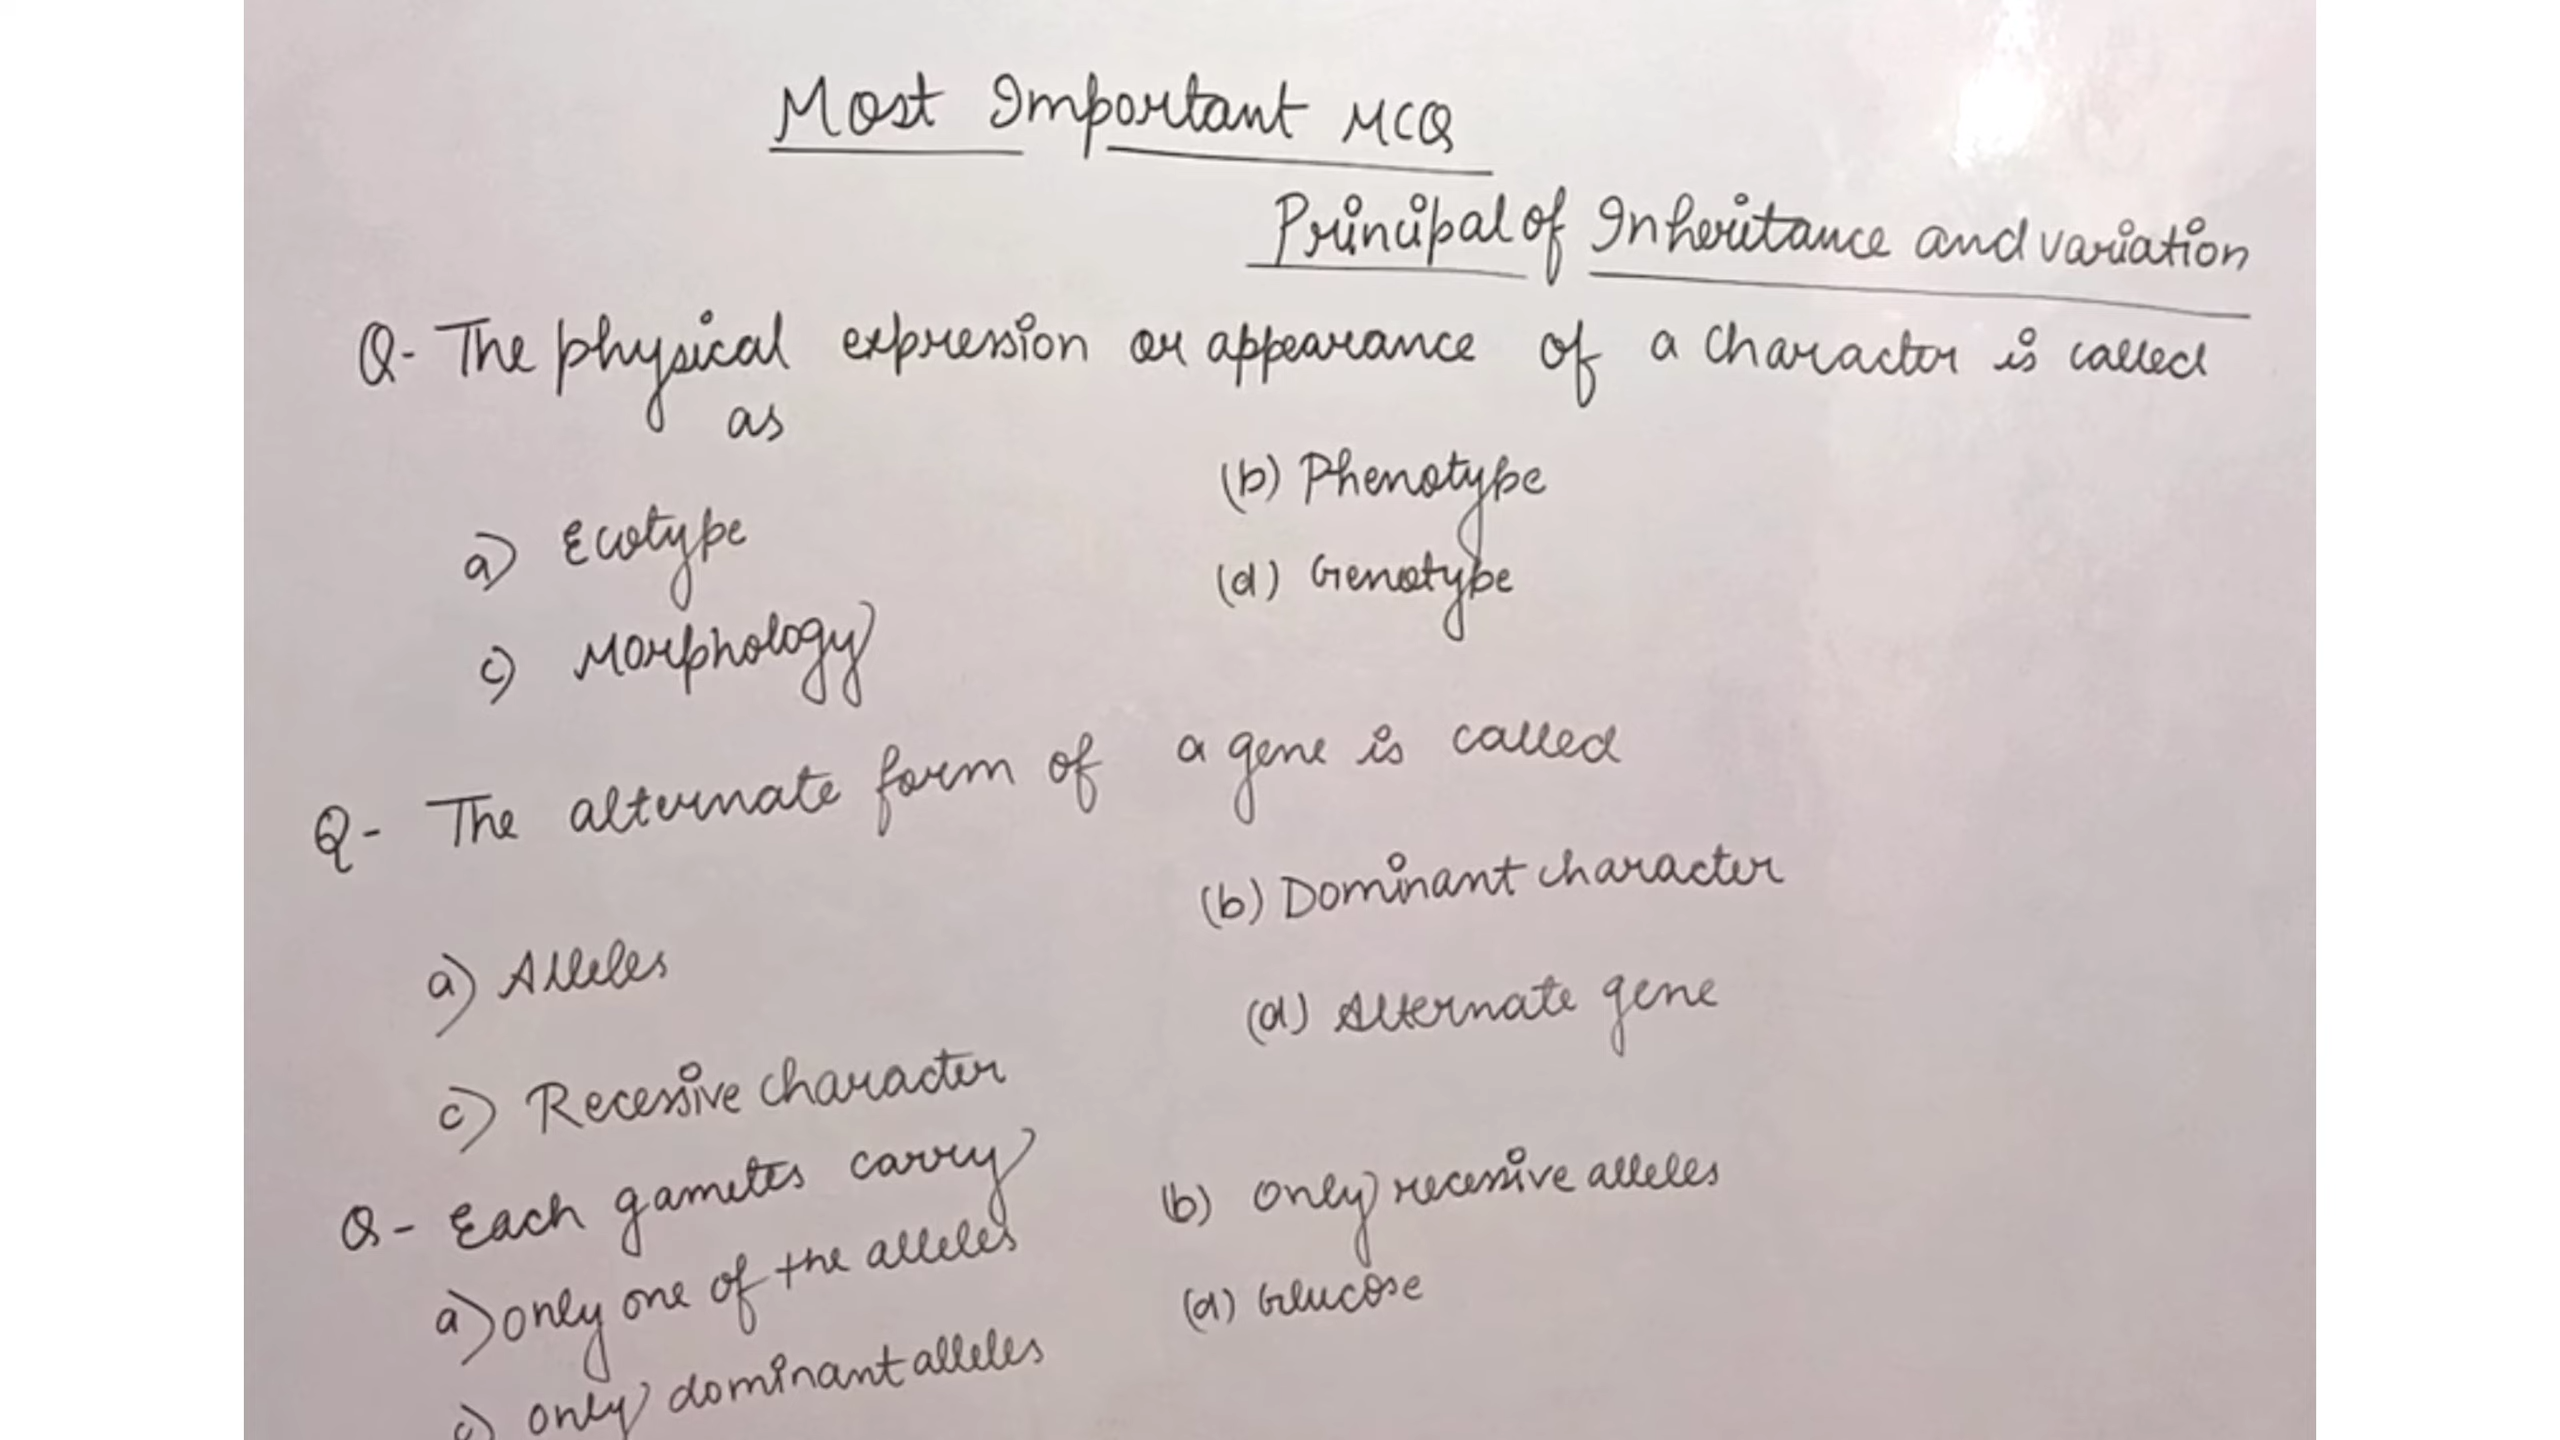 Most Important MCQ
Principal of Inheritance and variation
Q- The physical expression or appearance of a character is called
as
a) Ecotype (b) Phenotype
c) Morphology (d) Genotype
Q- The alternate form of a gene is called
a) Alleles (b) Dominant character
c) Recessive character (d) Alternate gene
Q- Each gametes carry
a) only one of the alleles (b) only recessive alleles
c) only dominant alleles (d) Glucose